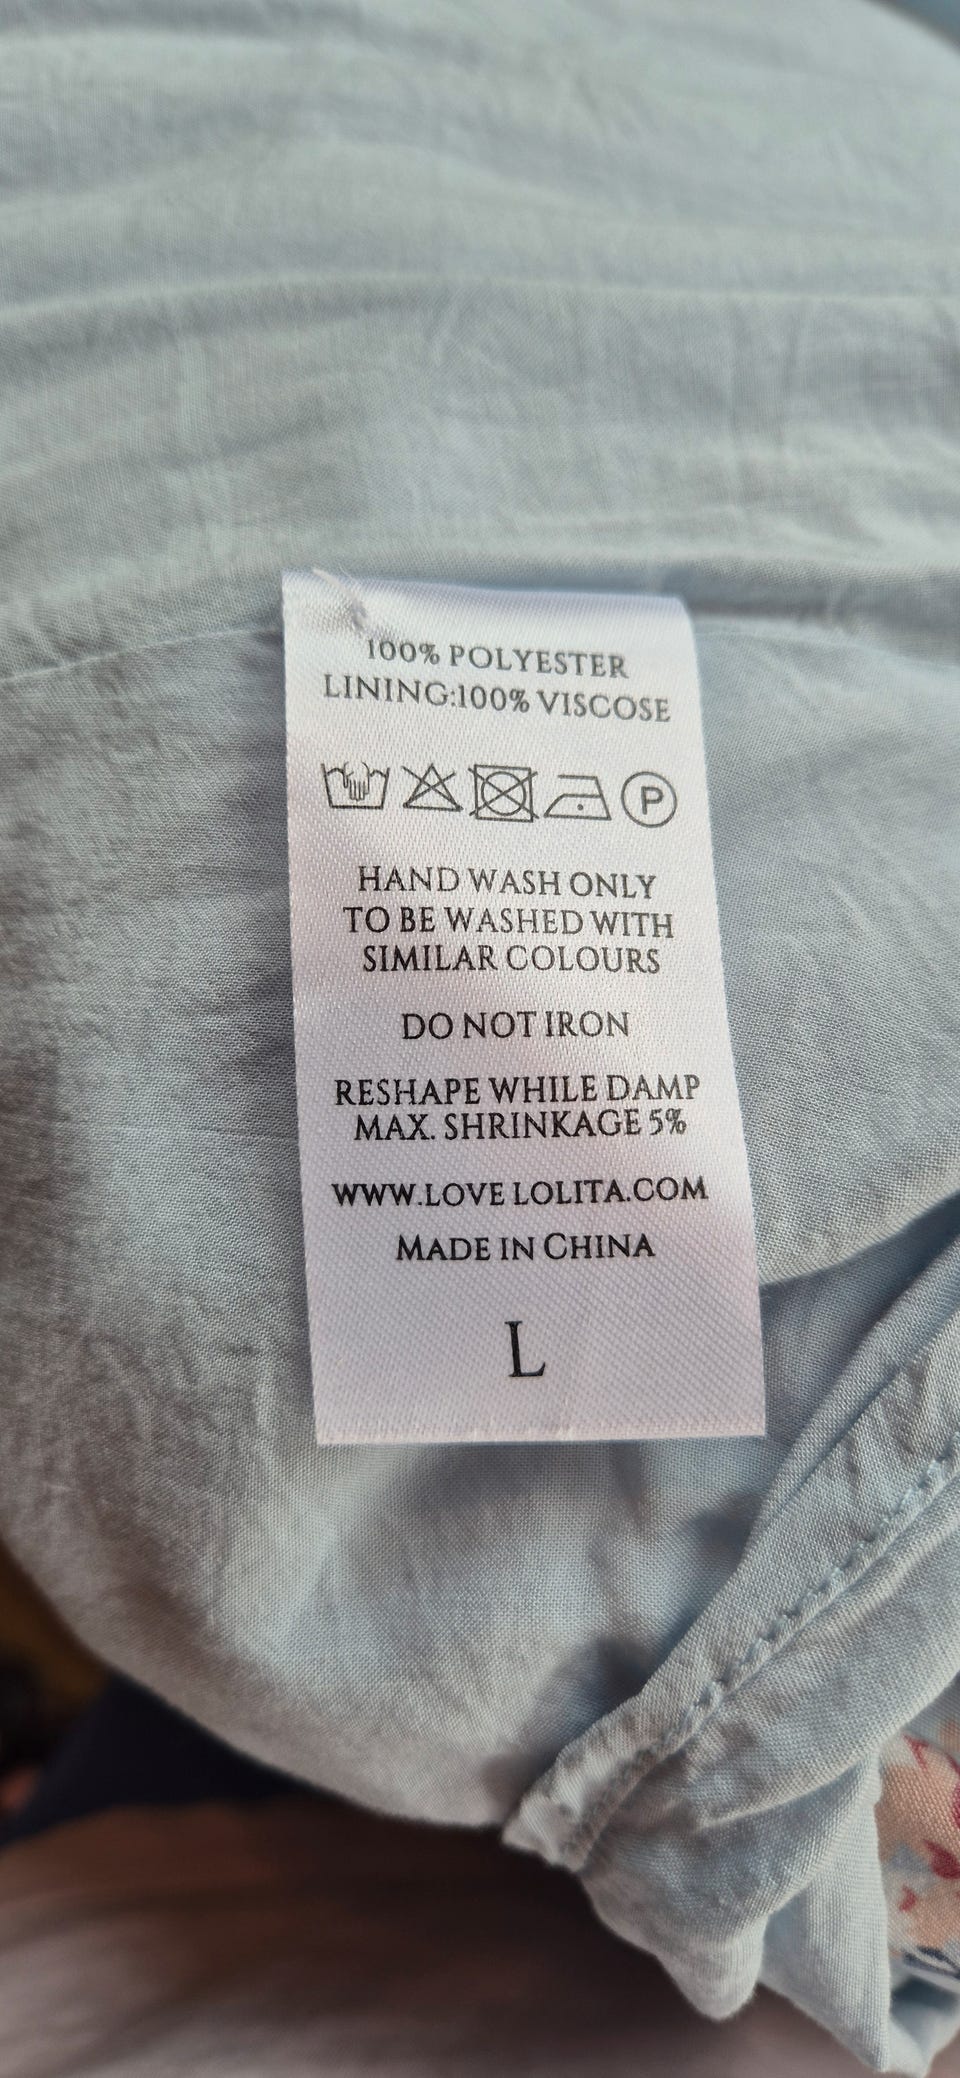 100% POLYESTER
LINING:100% VISCOSE
P
HAND WASH ONLY
TO BE WASHED WITH
SIMILAR COLOURS
DO NOT IRON
RESHAPE WHILE DAMP
MAX. SHRINKAGE 5%
WWW.LOVE LOLITA.COM
MADE IN CHINA
L